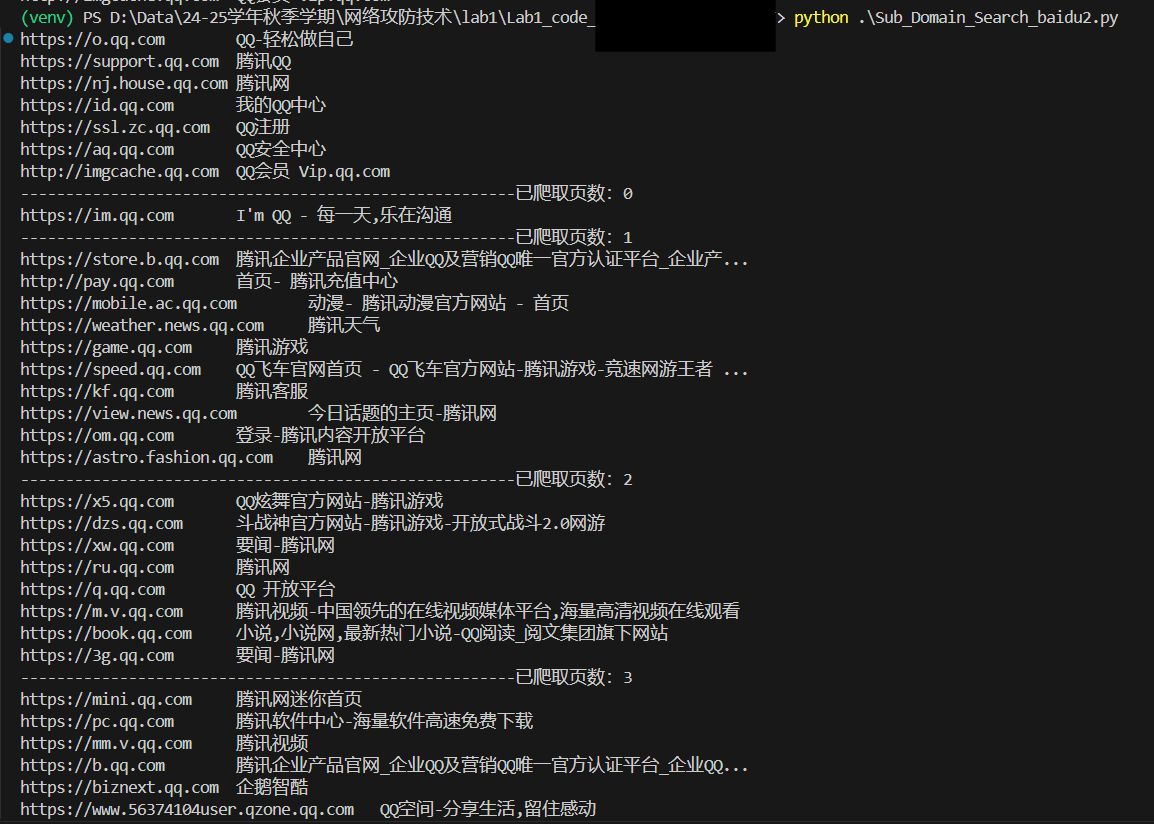 (venv) PS D:\Data\24-25学年秋季学期\网络攻防技术\lab1\Lab1_code_ > python .\Sub_Domain_Search_baidu2.py
https://o.qq.com QQ-轻松做自己
https://support.qq.com 腾讯QQ
https://nj.house.qq.com 腾讯网
https://id.qq.com 我的QQ中心
https://ssl.zc.qq.com QQ注册
https://aq.qq.com QQ安全中心
http://imgcache.qq.com QQ会员 Vip.qq.com
-------------------------------------------------------已爬取页数: 0
https://im.qq.com I'm QQ - 每一天,乐在沟通
-------------------------------------------------------已爬取页数: 1
https://store.b.qq.com 腾讯企业产品官网_企业QQ及营销QQ唯一官方认证平台_企业产...
http://pay.qq.com 首页- 腾讯充值中心
https://mobile.ac.qq.com 动漫- 腾讯动漫官方网站 - 首页
https://weather.news.qq.com 腾讯天气
https://game.qq.com 腾讯游戏
https://speed.qq.com QQ飞车官网首页 - QQ飞车官方网站-腾讯游戏-竞速网游王者 ...
https://kf.qq.com 腾讯客服
https://view.news.qq.com 今日话题的主页-腾讯网
https://om.qq.com 登录-腾讯内容开放平台
https://astro.fashion.qq.com 腾讯网
-------------------------------------------------------已爬取页数: 2
https://x5.qq.com QQ炫舞官方网站-腾讯游戏
https://dzs.qq.com 斗战神官方网站-腾讯游戏-开放式战斗2.0网游
https://xw.qq.com 要闻-腾讯网
https://ru.qq.com 腾讯网
https://q.qq.com QQ 开放平台
https://m.v.qq.com 腾讯视频-中国领先的在线视频媒体平台,海量高清视频在线观看
https://book.qq.com 小说,小说网,最新热门小说-QQ阅读_阅文集团旗下网站
https://3g.qq.com 要闻-腾讯网
-------------------------------------------------------已爬取页数: 3
https://mini.qq.com 腾讯网迷你首页
https://pc.qq.com 腾讯软件中心-海量软件高速免费下载
https://mm.v.qq.com 腾讯视频
https://b.qq.com 腾讯企业产品官网_企业QQ及营销QQ唯一官方认证平台_企业QQ...
https://biznext.qq.com 企鹅智酷
https://www.56374104user.qzone.qq.com QQ空间-分享生活,留住感动